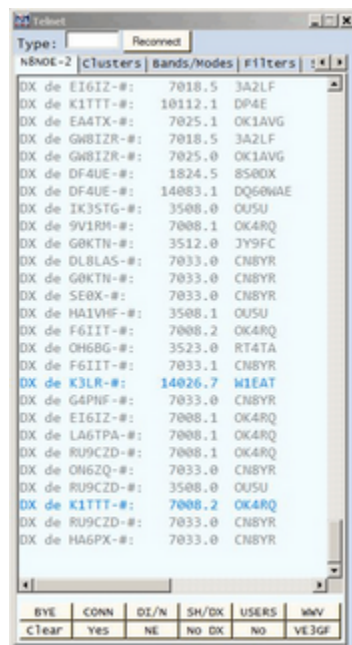 Telnet
Type: Reconnect
N8NOE-2 Clusters Bands/Modes Filters
DX de EI6IZ-#: 7018.5 3A2LF
DX de K1TTT-#: 10112.1 DP4E
DX de EA4TX-#: 7025.1 OK1AVG
DX de GW8IZR-#: 7018.5 3A2LF
DX de GW8IZR-#: 7025.0 OK1AVG
DX de DF4UE-#: 1824.5 8S0DX
DX de DF4UE-#: 14083.1 DQ60WAE
DX de IK3STG-#: 3508.0 OU5U
DX de 9V1RM-#: 7008.1 OK4RQ
DX de G0KTN-#: 3512.0 JY9FC
DX de DL8LAS-#: 7033.0 CN8YR
DX de G0KTN-#: 7033.0 CN8YR
DX de SE0X-#: 7033.0 CN8YR
DX de HA1VHF-#: 3508.1 OU5U
DX de F6IIT-#: 7008.2 OK4RQ
DX de OH6BG-#: 3523.0 RT4TA
DX de F6IIT-#: 7033.1 CN8YR
DX de K3LR-#: 14026.7 W1EAT
DX de G4PNF-#: 7033.0 CN8YR
DX de EI6IZ-#: 7008.1 OK4RQ
DX de LA6TPA-#: 7008.1 OK4RQ
DX de RU9CZD-#: 7008.1 OK4RQ
DX de ON6ZQ-#: 7033.0 CN8YR
DX de RU9CZD-#: 3508.0 OU5U
DX de K1TTT-#: 7008.2 OK4RQ
DX de RU9CZD-#: 7033.0 CN8YR
DX de HA6PX-#: 7033.0 CN8YR
BYE CONN DI/N SH/DX USERS WWV
Clear Yes NE NO DX NO VE3GF